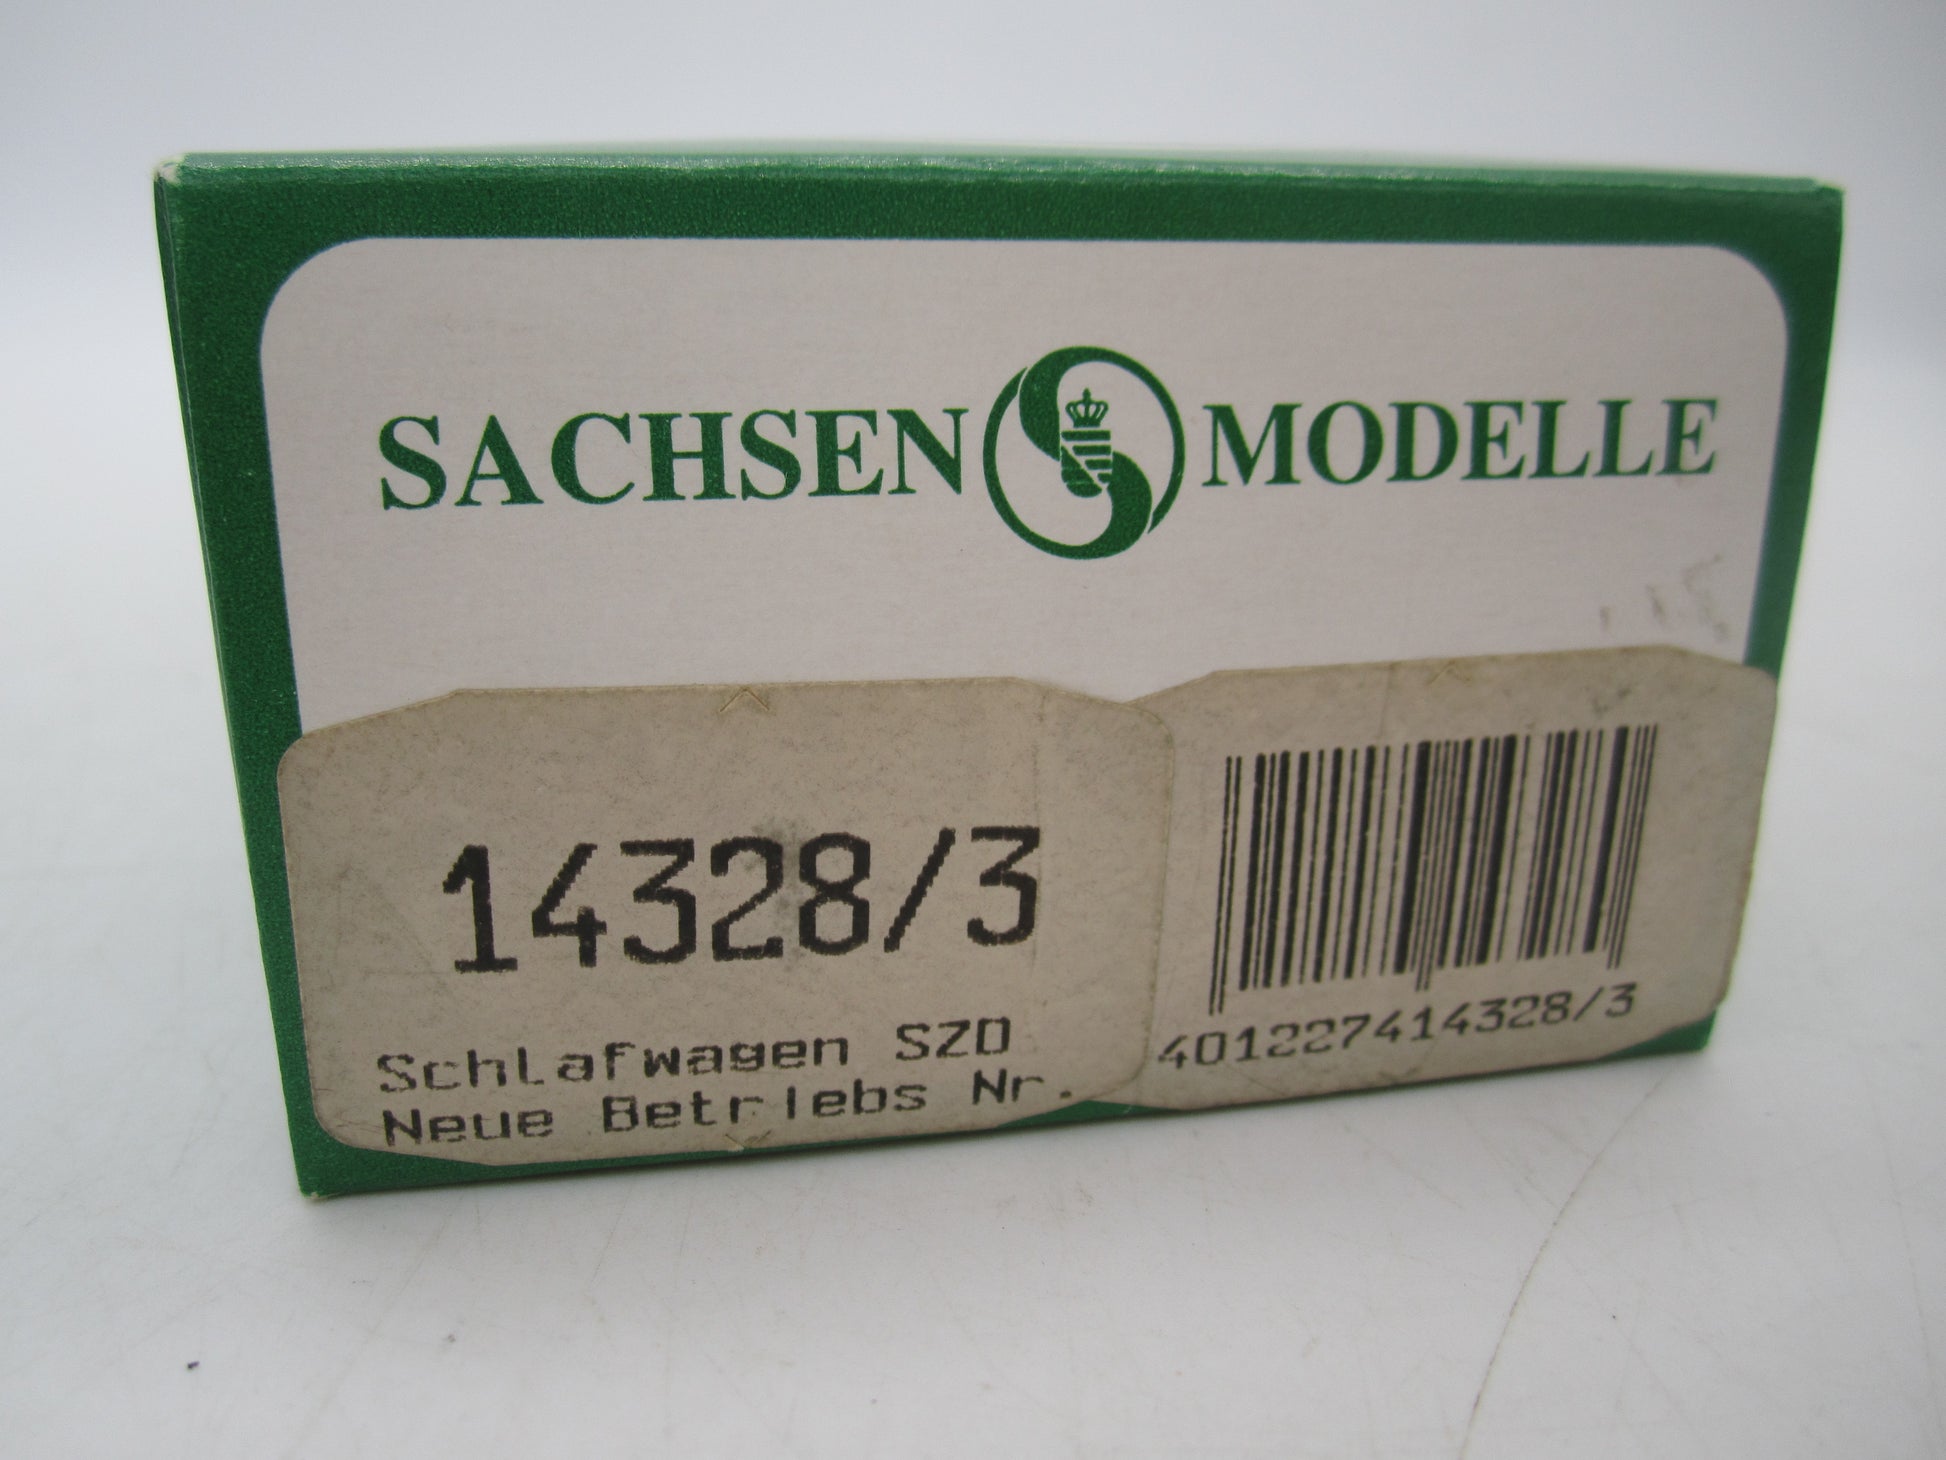 SACHSEN MODELLE
14328/3
Schlafwagen SZD
Neue Betriebs Nr.
401227414328/3